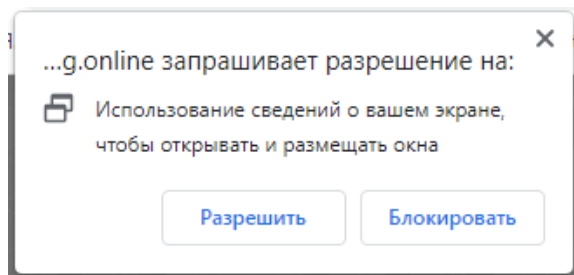 ...g.online запрашивает разрешение на:
Использование сведений о вашем экране,
чтобы открывать и размещать окна
Разрешить
Блокировать